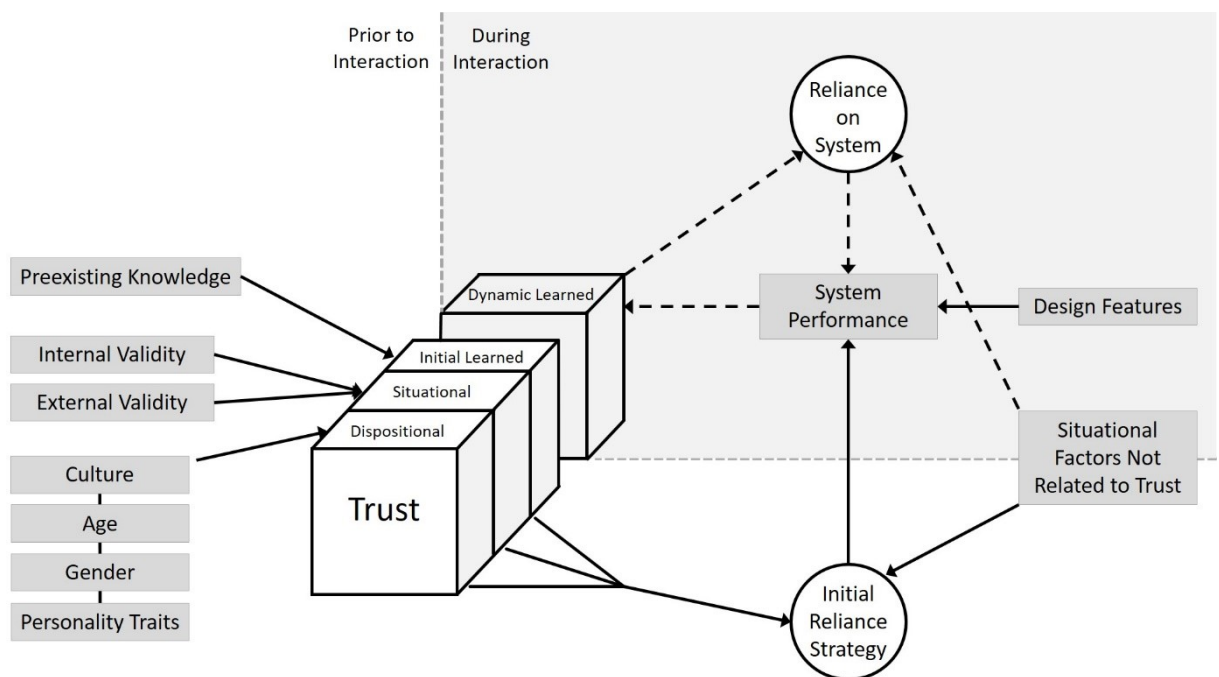 Prior to
Interaction
During
Interaction
Reliance
on
System
Preexisting Knowledge
Internal Validity
External Validity
Culture
Age
Gender
Personality Traits
Dynamic Learned
Initial Learned
Situational
Dispositional
Trust
System
Performance
Design Features
Situational
Factors Not
Related to Trust
Initial
Reliance
Strategy